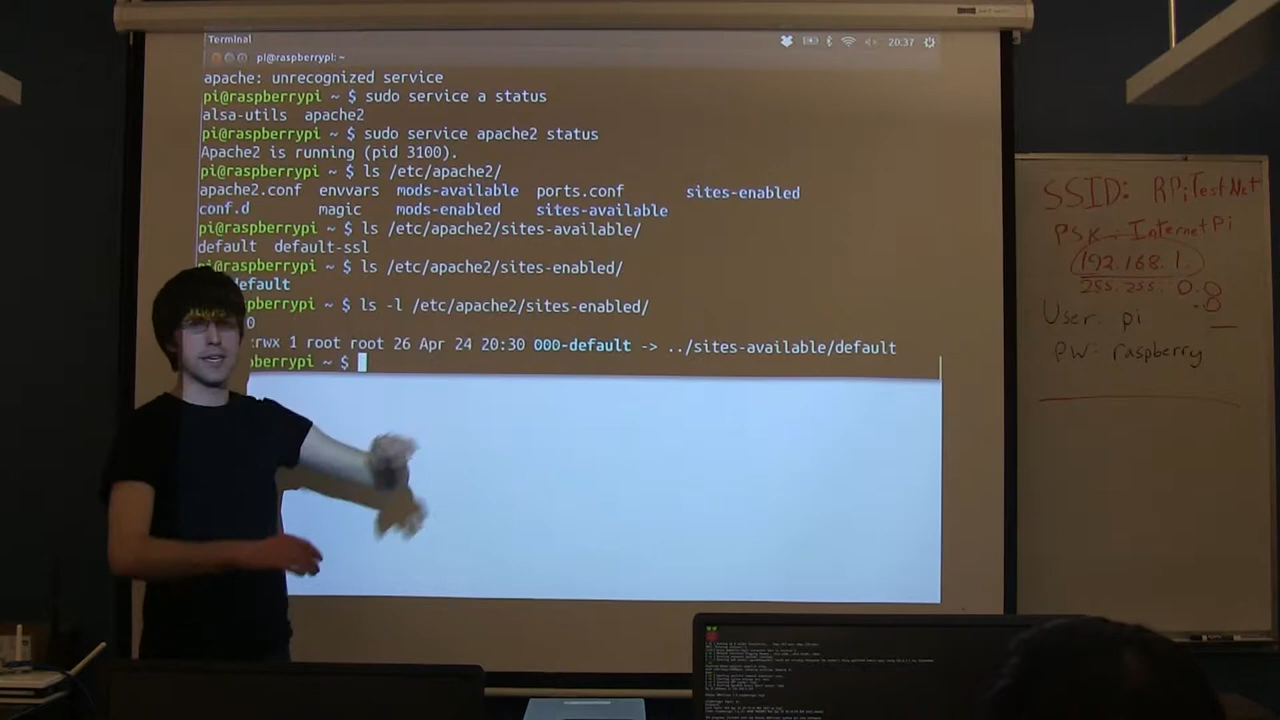 Terminal
20:37
pi@raspberrypi: ~
apache: unrecognized service
pi@raspberrypi ~ $ sudo service a status
alsa-utils apache2
pi@raspberrypi ~ $ sudo service apache2 status
Apache2 is running (pid 3100).
pi@raspberrypi ~ $ ls /etc/apache2/
apache2.conf envvars mods-available ports.conf sites-enabled
conf.d magic mods-enabled sites-available
pi@raspberrypi ~ $ ls /etc/apache2/sites-available/
default default-ssl
pi@raspberrypi ~ $ ls /etc/apache2/sites-enabled/
default
pberrypi ~ $ ls -l /etc/apache2/sites-enabled/
0
rwx 1 root root 26 Apr 24 20:30 000-default -> ../sites-available/default
berrypi ~ $
SSID: RPiTestNet
PSK: InternetPi
192.168.1.
255.255.0.0
.8
User: pi
PW: raspberry